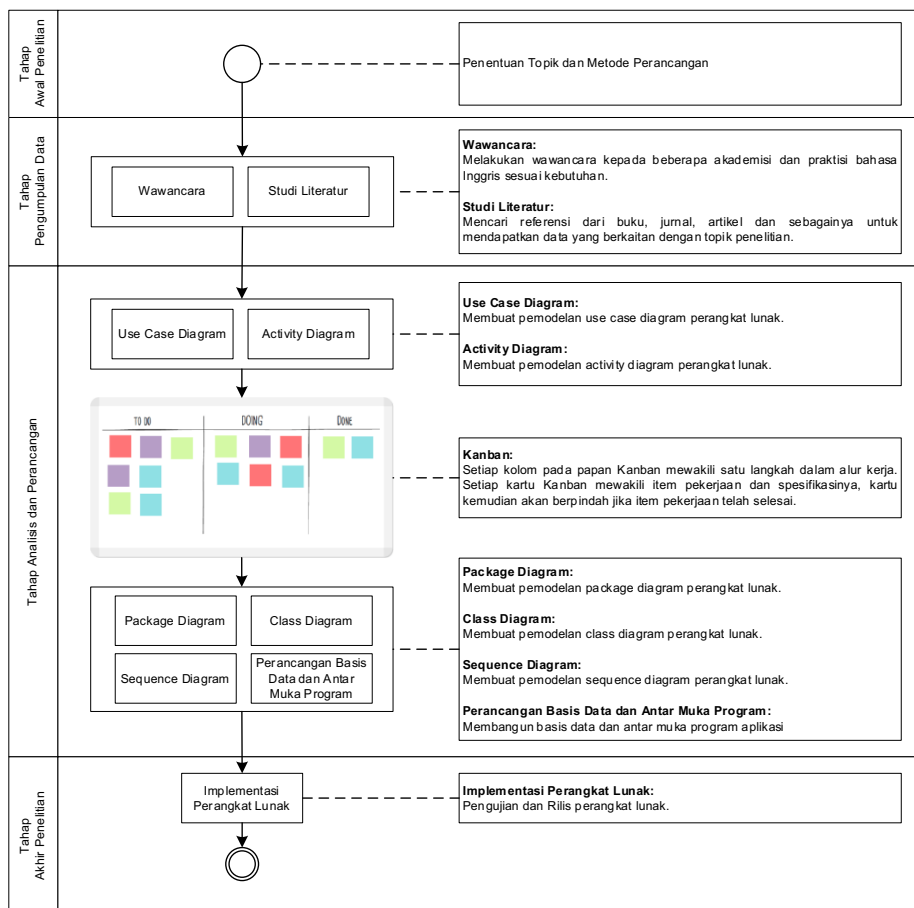 Tahap
Awal Penelitian
Penentuan Topik dan Metode Perancangan
Tahap
Pengumpulan Data
Wawancara
Studi Literatur
Wawancara:
Melakukan wawancara kepada beberapa akademisi dan praktisi bahasa
Inggris sesuai kebutuhan.
Studi Literatur:
Mencari referensi dari buku, jurnal, artikel dan sebagainya untuk
mendapatkan data yang berkaitan dengan topik penelitian.
Tahap Analisis dan Perancangan
Use Case Diagram
Activity Diagram
Use Case Diagram:
Membuat pemodelan use case diagram perangkat lunak.
Activity Diagram:
Membuat pemodelan activity diagram perangkat lunak.
TO DO
DOING
DONE
Kanban:
Setiap kolom pada papan Kanban mewakili satu langkah dalam alur kerja.
Setiap kartu Kanban mewakili item pekerjaan dan spesifikasinya, kartu
kemudian akan berpindah jika item pekerjaan telah selesai.
Package Diagram
Class Diagram
Sequence Diagram
Perancangan Basis
Data dan Antar
Muka Program
Package Diagram:
Membuat pemodelan package diagram perangkat lunak.
Class Diagram:
Membuat pemodelan class diagram perangkat lunak.
Sequence Diagram:
Membuat pemodelan sequence diagram perangkat lunak.
Perancangan Basis Data dan Antar Muka Program:
Membangun basis data dan antar muka program aplikasi
Tahap
Akhir Penelitian
Implementasi
Perangkat Lunak
Implementasi Perangkat Lunak:
Pengujian dan Rilis perangkat lunak.